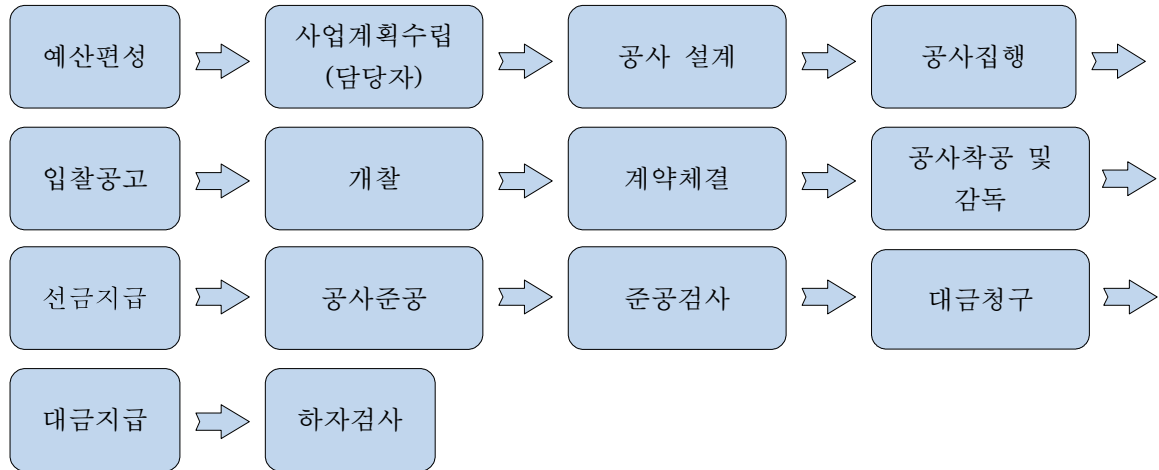 예산편성
사업계획수립
(담당자)
공사 설계
공사집행
입찰공고
개찰
계약체결
공사착공 및
감독
선금지급
공사준공
준공검사
대금청구
대금지급
하자검사